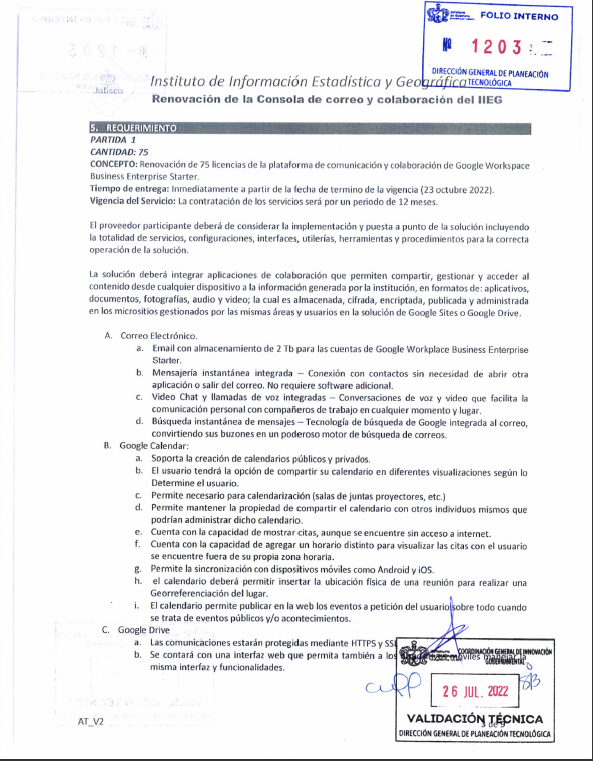 FOLIO INTERNO
Nº 1203
DIRECCIÓN GENERAL DE PLANEACIÓN
TECNOLÓGICA
Jalisco
Instituto de Información Estadística y Geográfica
Renovación de la Consola de correo y colaboración del IIEG
5. REQUERIMIENTO
PARTIDA 1
CANTIDAD: 75
CONCEPTO: Renovación de 75 licencias de la plataforma de comunicación y colaboración de Google Workspace
Business Enterprise Starter.
Tiempo de entrega: Inmediatamente a partir de la fecha de termino de la vigencia (23 octubre 2022).
Vigencia del Servicio: La contratación de los servicios será por un periodo de 12 meses.
El proveedor participante deberá de considerar la implementación y puesta a punto de la solución incluyendo
la totalidad de servicios, configuraciones, interfaces, utilerías, herramientas y procedimientos para la correcta
operación de la solución.
La solución deberá integrar aplicaciones de colaboración que permiten compartir, gestionar y acceder al
contenido desde cualquier dispositivo a la información generada por la institución, en formatos de: aplicativos,
documentos, fotografías, audio y video; la cual es almacenada, cifrada, encriptada, publicada y administrada
en los micrositios gestionados por las mismas áreas y usuarios en la solución de Google Sites o Google Drive.
A. Correo Electrónico.
a. Email con almacenamiento de 2 Tb para las cuentas de Google Workplace Business Enterprise
Starter.
b. Mensajería instantánea integrada – Conexión con contactos sin necesidad de abrir otra
aplicación o salir del correo. No requiere software adicional.
c. Video Chat y llamadas de voz integradas – Conversaciones de voz y video que facilita la
comunicación personal con compañeros de trabajo en cualquier momento y lugar.
d. Búsqueda instantánea de mensajes – Tecnología de búsqueda de Google integrada al correo,
convirtiendo sus buzones en un poderoso motor de búsqueda de correos.
B. Google Calendar:
a. Soporta la creación de calendarios públicos y privados.
b. El usuario tendrá la opción de compartir su calendario en diferentes visualizaciones según lo
Determine el usuario.
c. Permite necesario para calendarización (salas de juntas proyectores, etc.)
d. Permite mantener la propiedad de compartir el calendario con otros individuos mismos que
podrían administrar dicho calendario.
e. Cuenta con la capacidad de mostrar citas, aunque se encuentre sin acceso a internet.
f. Cuenta con la capacidad de agregar un horario distinto para visualizar las citas con el usuario
se encuentre fuera de su propia zona horaria.
g. Permite la sincronización con dispositivos móviles como Android y iOS.
h. el calendario deberá permitir insertar la ubicación física de una reunión para realizar una
Georreferenciación del lugar.
i. El calendario permite publicar en la web los eventos a petición del usuario sobre todo cuando
se trata de eventos públicos y/o acontecimientos.
C. Google Drive
a. Las comunicaciones estarán protegidas mediante HTTPS y SSL
b. Se contará con una interfaz web que permita también a los móviles manejar la
misma interfaz y funcionalidades.
COORDINACIÓN GENERAL DE INNOVACIÓN
GUBERNAMENTAL
26 JUL. 2022
VALIDACIÓN TÉCNICA
DIRECCIÓN GENERAL DE PLANEACIÓN TECNOLÓGICA
AT_V2
3 de 9